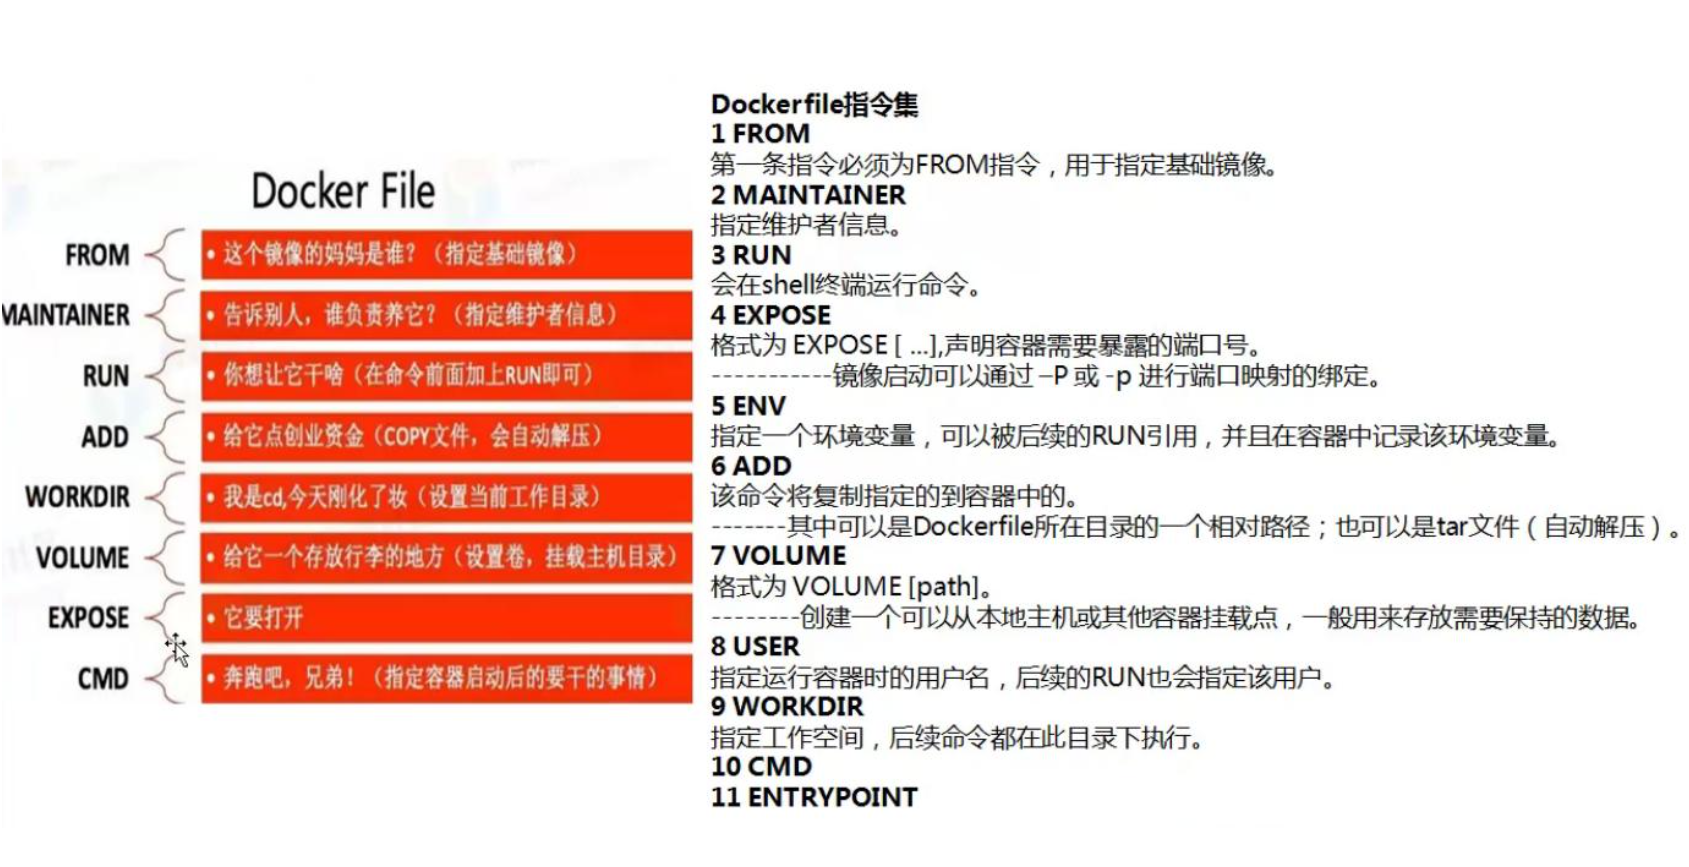 Docker File
FROM
• 这个镜像的妈妈是谁?(指定基础镜像)
MAINTAINER
• 告诉别人,谁负责养它?(指定维护者信息)
RUN
• 你想让它干啥(在命令前面加上RUN即可)
ADD
• 给它点创业资金(COPY文件,会自动解压)
WORKDIR
• 我是cd,今天刚化了妆(设置当前工作目录)
VOLUME
• 给它一个存放行李的地方(设置卷,挂载主机目录)
EXPOSE
• 它要打开
CMD
• 奔跑吧,兄弟!(指定容器启动后的要干的事情)
Dockerfile指令集
1 FROM
第一条指令必须为FROM指令,用于指定基础镜像。
2 MAINTAINER
指定维护者信息。
3 RUN
会在shell终端运行命令。
4 EXPOSE
格式为 EXPOSE [ ...],声明容器需要暴露的端口号。
-----------镜像启动可以通过 –P 或 -p 进行端口映射的绑定。
5 ENV
指定一个环境变量,可以被后续的RUN引用,并且在容器中记录该环境变量。
6 ADD
该命令将复制指定的到容器中的。
-------其中可以是Dockerfile所在目录的一个相对路径;也可以是tar文件(自动解压)。
7 VOLUME
格式为 VOLUME [path]。
--------创建一个可以从本地主机或其他容器挂载点,一般用来存放需要保持的数据。
8 USER
指定运行容器时的用户名,后续的RUN也会指定该用户。
9 WORKDIR
指定工作空间,后续命令都在此目录下执行。
10 CMD
11 ENTRYPOINT